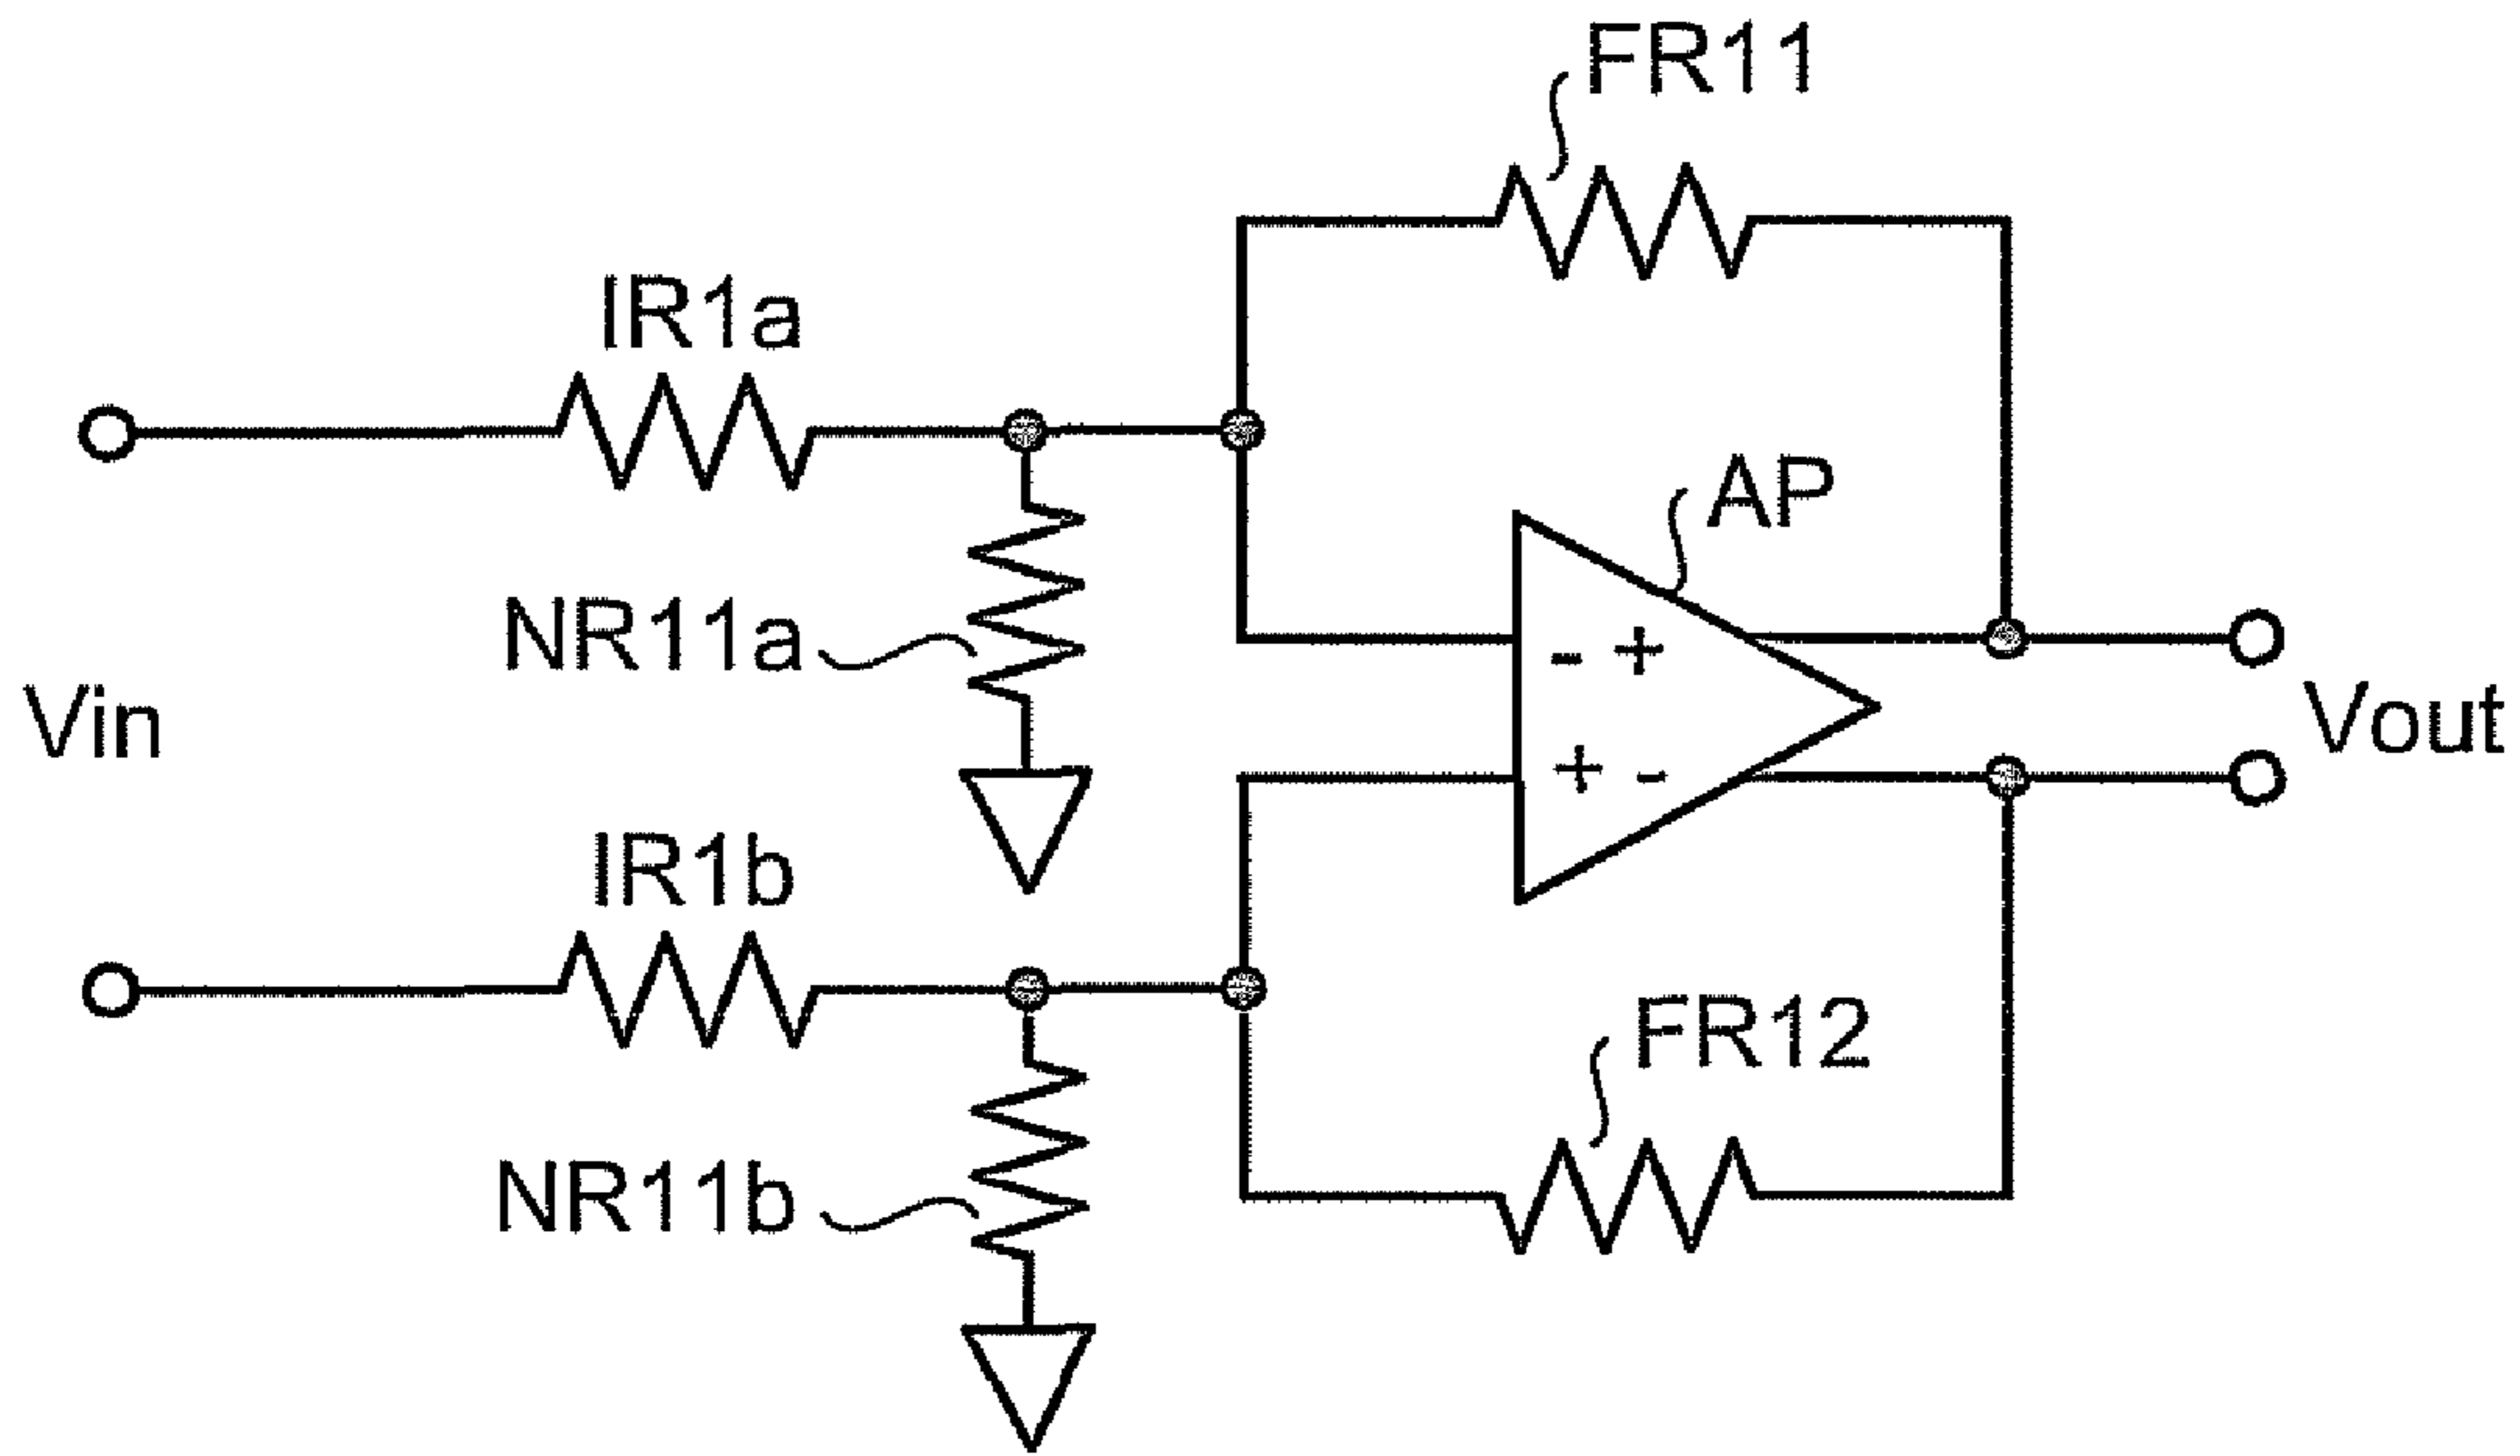 FR11
IR1a
AP
NR11a
- +
Vin
Vout
+ -
IR1b
FR12
NR11b